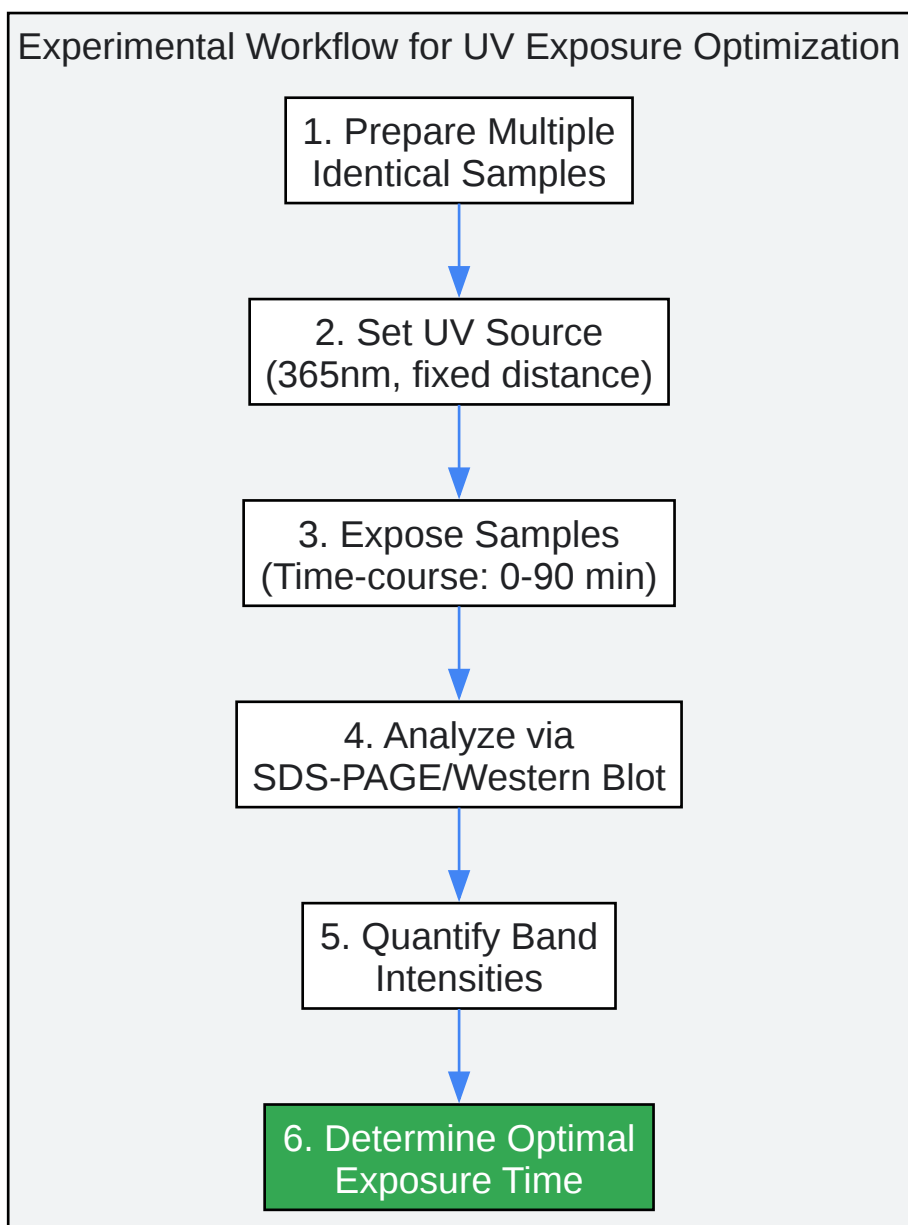 Experimental Workflow for UV Exposure Optimization
1. Prepare Multiple
Identical Samples
2. Set UV Source
(365nm, fixed distance)
3. Expose Samples
(Time-course: 0-90 min)
4. Analyze via
SDS-PAGE/Western Blot
5. Quantify Band
Intensities
6. Determine Optimal
Exposure Time